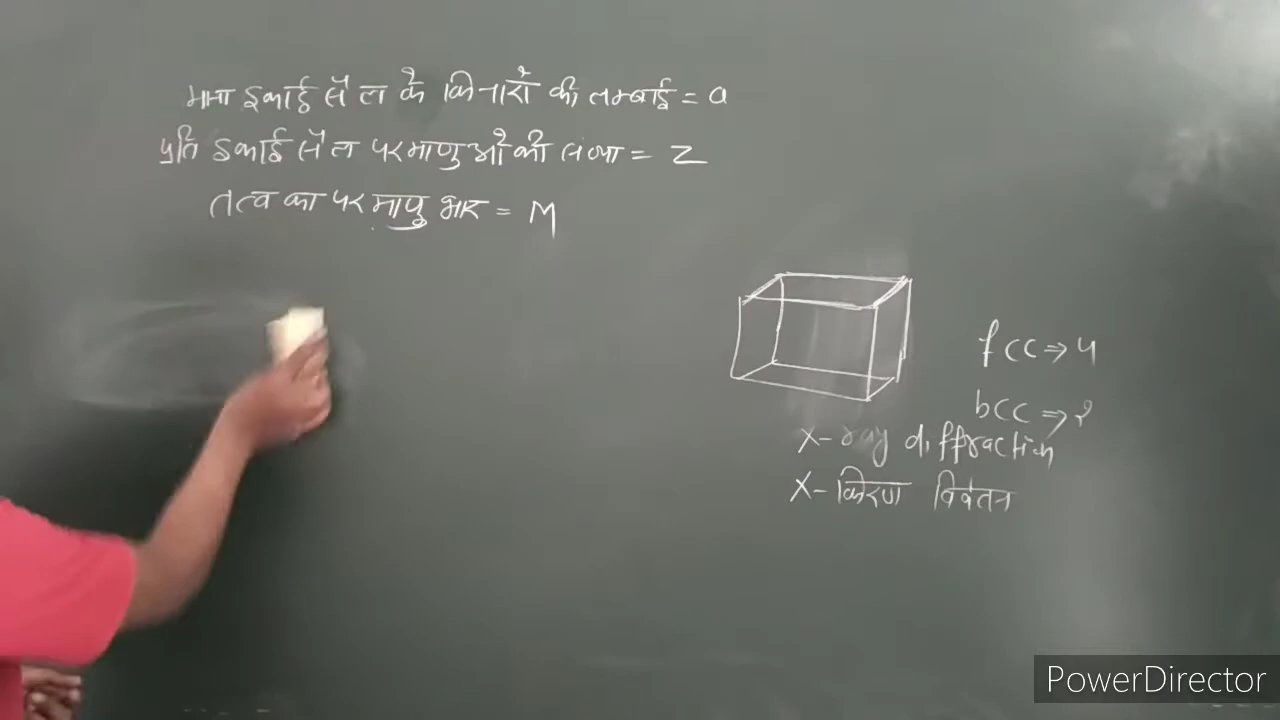 माना इकाई सैल के किनारों की लम्बाई = a
प्रति इकाई सैल परमाणुओं की संख्या = Z
तत्व का परमाणु भार = M
fcc ⇒ 4
bcc ⇒ 2
X-ray diffraction
X-किरण विवर्तन
PowerDirector